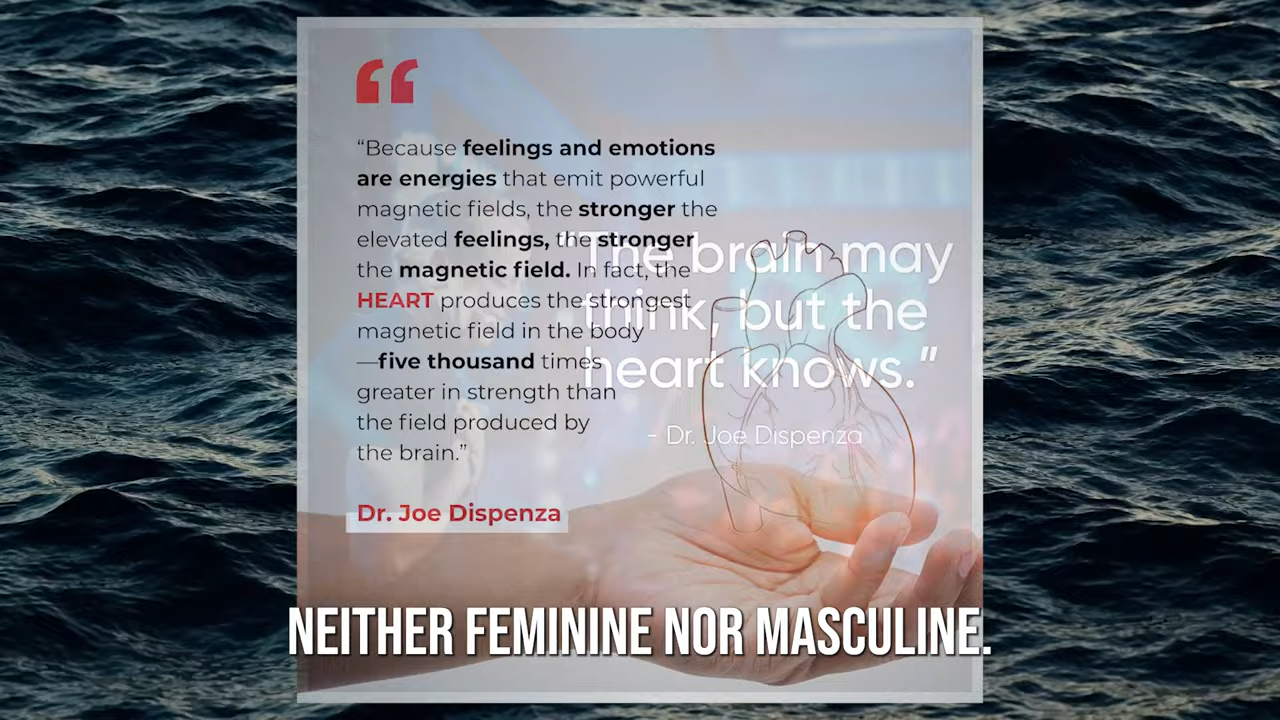 “
“Because feelings and emotions
are energies that emit powerful
magnetic fields, the stronger the
elevated feelings, the stronger
the magnetic field. In fact, the
HEART produces the strongest
magnetic field in the body
—five thousand times
greater in strength than
the field produced by
the brain.”
Dr. Joe Dispenza
“The brain may
think, but the
heart knows.”
- Dr. Joe Dispenza
NEITHER FEMININE NOR MASCULINE.